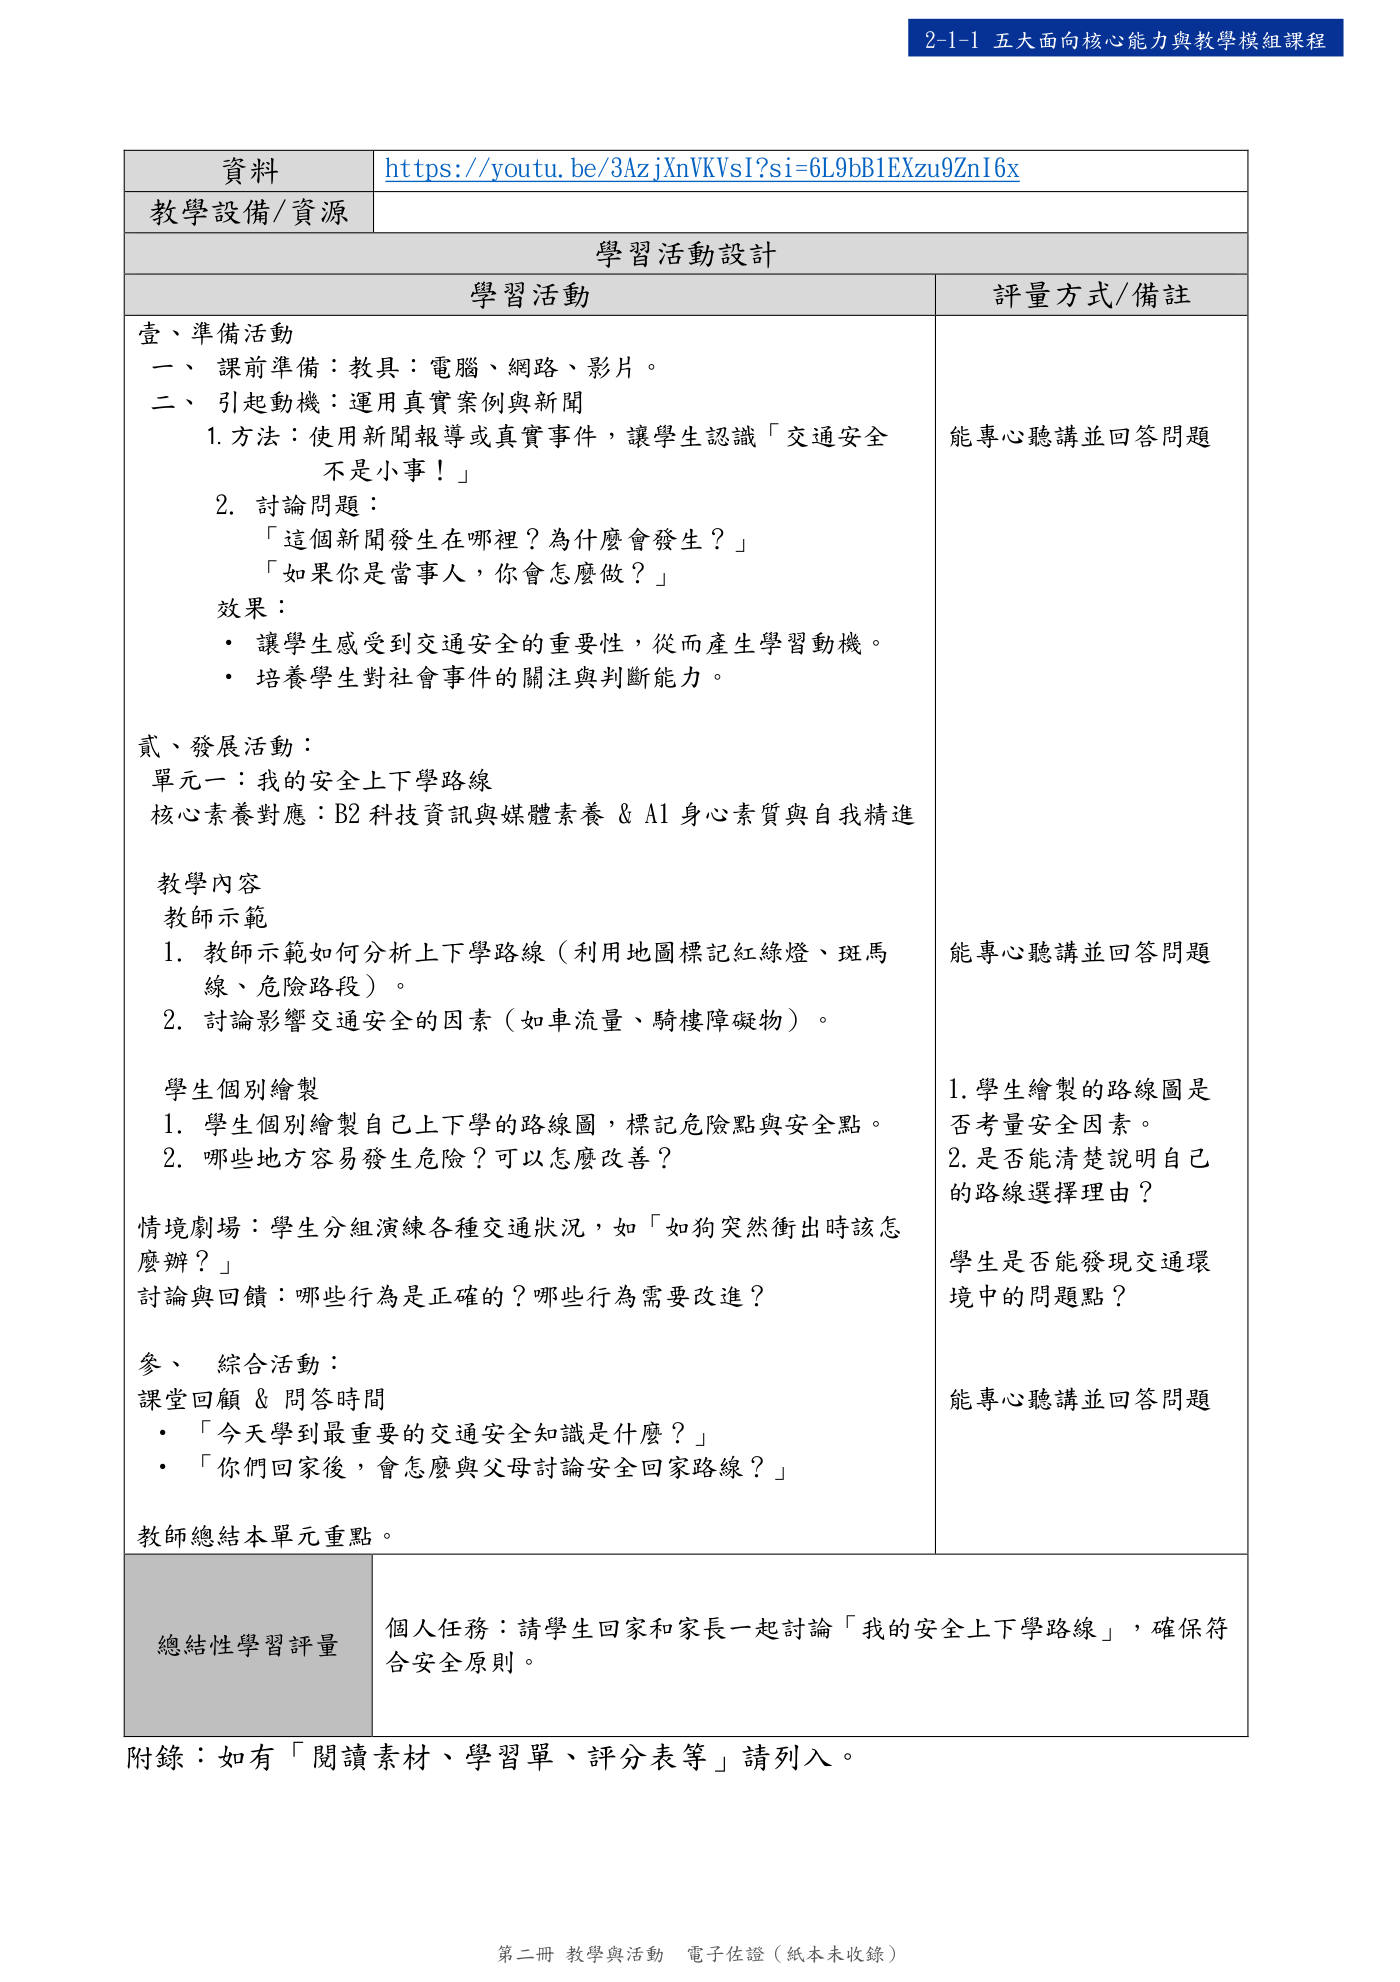 2-1-1 五大面向核心能力與教學模組課程
資料
https://youtu.be/3AzjXnVKVsI?si=6L9bB1EXzu9ZnI6x
教學設備/資源
學習活動設計
學習活動
評量方式/備註
壹、準備活動
一、 課前準備：教具：電腦、網路、影片。
二、 引起動機：運用真實案例與新聞
1.方法：使用新聞報導或真實事件，讓學生認識「交通安全
不是小事！」
2. 討論問題：
「這個新聞發生在哪裡？為什麼會發生？」
「如果你是當事人，你會怎麼做？」
效果：
• 讓學生感受到交通安全的重要性，從而產生學習動機。
• 培養學生對社會事件的關注與判斷能力。
貳、發展活動：
單元一：我的安全上下學路線
核心素養對應：B2 科技資訊與媒體素養 & A1 身心素質與自我精進
教學內容
教師示範
1. 教師示範如何分析上下學路線（利用地圖標記紅綠燈、斑馬
線、危險路段）。
2. 討論影響交通安全的因素（如車流量、騎樓障礙物）。
學生個別繪製
1. 學生個別繪製自己上下學的路線圖，標記危險點與安全點。
2. 哪些地方容易發生危險？可以怎麼改善？
情境劇場：學生分組演練各種交通狀況，如「如狗突然衝出時該怎
麼辦？」
討論與回饋：哪些行為是正確的？哪些行為需要改進？
參、 綜合活動：
課堂回顧 & 問答時間
• 「今天學到最重要的交通安全知識是什麼？」
• 「你們回家後，會怎麼與父母討論安全回家路線？」
教師總結本單元重點。
能專心聽講並回答問題
能專心聽講並回答問題
1.學生繪製的路線圖是
否考量安全因素。
2.是否能清楚說明自己
的路線選擇理由？
學生是否能發現交通環
境中的問題點？
能專心聽講並回答問題
總結性學習評量
個人任務：請學生回家和家長一起討論「我的安全上下學路線」，確保符
合安全原則。
附錄：如有「閱讀素材、學習單、評分表等」請列入。
第二冊 教學與活動 電子佐證（紙本未收錄）